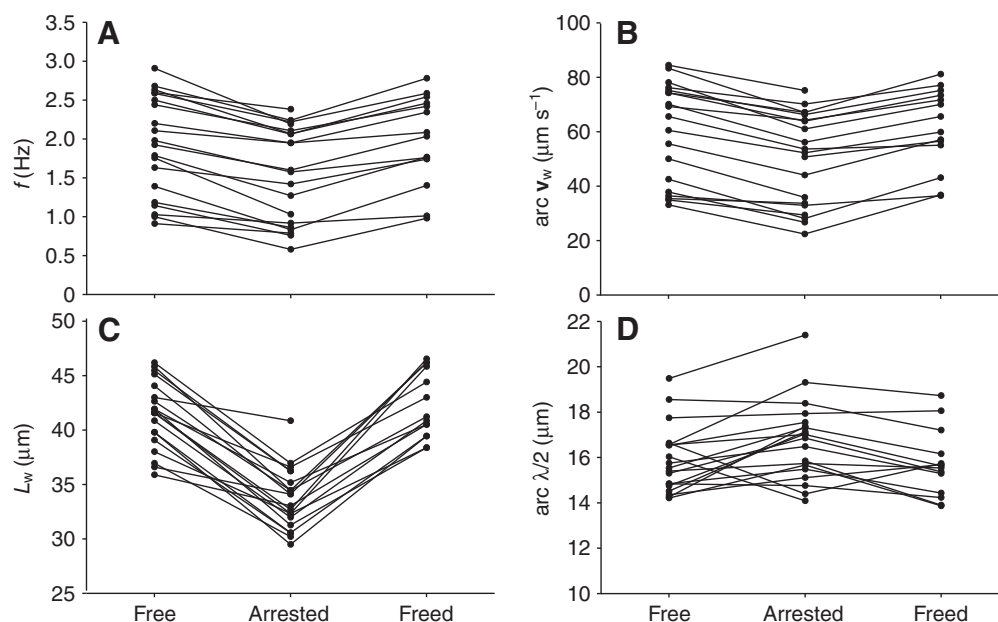 A
B
f (Hz)
3.5
3.0
2.5
2.0
1.5
1.0
0.5
0
arc vw (μm s–1)
100
80
60
40
20
0
C
D
Lw (μm)
50
45
40
35
30
25
Free Arrested Freed
arc λ/2 (μm)
22
20
18
16
14
12
10
Free Arrested Freed